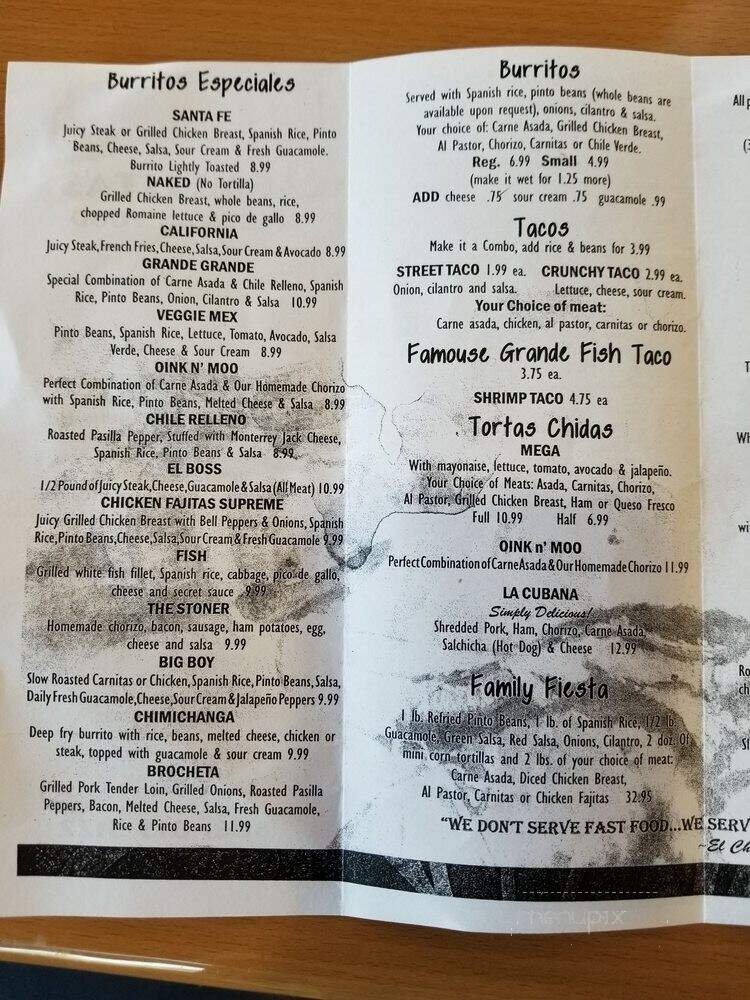 Burritos Especiales
SANTA FE
Juicy Steak or Grilled Chicken Breast, Spanish Rice, Pinto
Beans, Cheese, Salsa, Sour Cream & Fresh Guacamole.
Burrito Lightly Toasted 8.99
NAKED (No Tortilla)
Grilled Chicken Breast, whole beans, rice,
chopped Romaine lettuce & pico de gallo 8.99
CALIFORNIA
Juicy Steak, French Fries, Cheese, Salsa, Sour Cream & Avocado 8.99
GRANDE GRANDE
Special Combination of Carne Asada & Chile Relleno, Spanish
Rice, Pinto Beans, Onion, Cilantro & Salsa 10.99
VEGGIE MEX
Pinto Beans, Spanish Rice, Lettuce, Tomato, Avocado, Salsa
Verde, Cheese & Sour Cream 8.99
OINK N' MOO
Perfect Combination of Carne Asada & Our Homemade Chorizo
with Spanish Rice, Pinto Beans, Melted Cheese & Salsa 8.99
CHILE RELLENO
Roasted Pasilla Pepper, Stuffed with Monterrey Jack Cheese,
Spanish Rice, Pinto Beans & Salsa 8.99
EL BOSS
1/2 Pound of Juicy Steak, Cheese, Guacamole & Salsa (All Meat) 10.99
CHICKEN FAJITAS SUPREME
Juicy Grilled Chicken Breast with Bell Peppers & Onions, Spanish
Rice, Pinto Beans, Cheese, Salsa, Sour Cream & Fresh Guacamole 9.99
FISH
Grilled white fish fillet, Spanish rice, cabbage, pico de gallo,
cheese and secret sauce 9.99
THE STONER
Homemade chorizo, bacon, sausage, ham potatoes, egg,
cheese and salsa 9.99
BIG BOY
Slow Roasted Carnitas or Chicken, Spanish Rice, Pinto Beans, Salsa,
Daily Fresh Guacamole, Cheese, Sour Cream & Jalapeño Peppers 9.99
CHIMICHANGA
Deep fry burrito with rice, beans, melted cheese, chicken or
steak, topped with guacamole & sour cream 9.99
BROCHETA
Grilled Pork Tender Loin, Grilled Onions, Roasted Pasilla
Peppers, Bacon, Melted Cheese, Salsa, Fresh Guacamole,
Rice & Pinto Beans 11.99
Burritos
Served with Spanish rice, pinto beans (whole beans are
available upon request), onions, cilantro & salsa.
Your choice of: Carne Asada, Grilled Chicken Breast,
Al Pastor, Chorizo, Carnitas or Chile Verde.
Reg. 6.99 Small 4.99
(make it wet for 1.25 more)
ADD cheese .75 sour cream .75 guacamole .99
Tacos
Make it a Combo, add rice & beans for 3.99
STREET TACO 1.99 ea. CRUNCHY TACO 2.99 ea.
Onion, cilantro and salsa. Lettuce, cheese, sour cream.
Your Choice of meat:
Carne asada, chicken, al pastor, carnitas or chorizo.
Famouse Grande Fish Taco
3.75 ea.
SHRIMP TACO 4.75 ea
Tortas Chidas
MEGA
With mayonaise, lettuce, tomato, avocado & jalapeño.
Your Choice of Meats: Asada, Carnitas, Chorizo,
Al Pastor, Grilled Chicken Breast, Ham or Queso Fresco
Full 10.99 Half 6.99
OINK n' MOO
Perfect Combination of Carne Asada & Our Homemade Chorizo 11.99
LA CUBANA
Simply Delicious!
Shredded Pork, Ham, Chorizo, Carne Asada,
Salchicha (Hot Dog) & Cheese 12.99
Family Fiesta
1 lb. Refried Pinto Beans, 1 lb. of Spanish Rice, 1/2 lb.
Guacamole, Green Salsa, Red Salsa, Onions, Cilantro, 2 doz. Of
mini corn tortillas and 2 lbs. of your choice of meat:
Carne Asada, Diced Chicken Breast,
Al Pastor, Carnitas or Chicken Fajitas 32.95
"WE DON'T SERVE FAST FOOD...WE SERV
~El Ch
All
(3
T
Wh
wi
Ro
ch
menupix